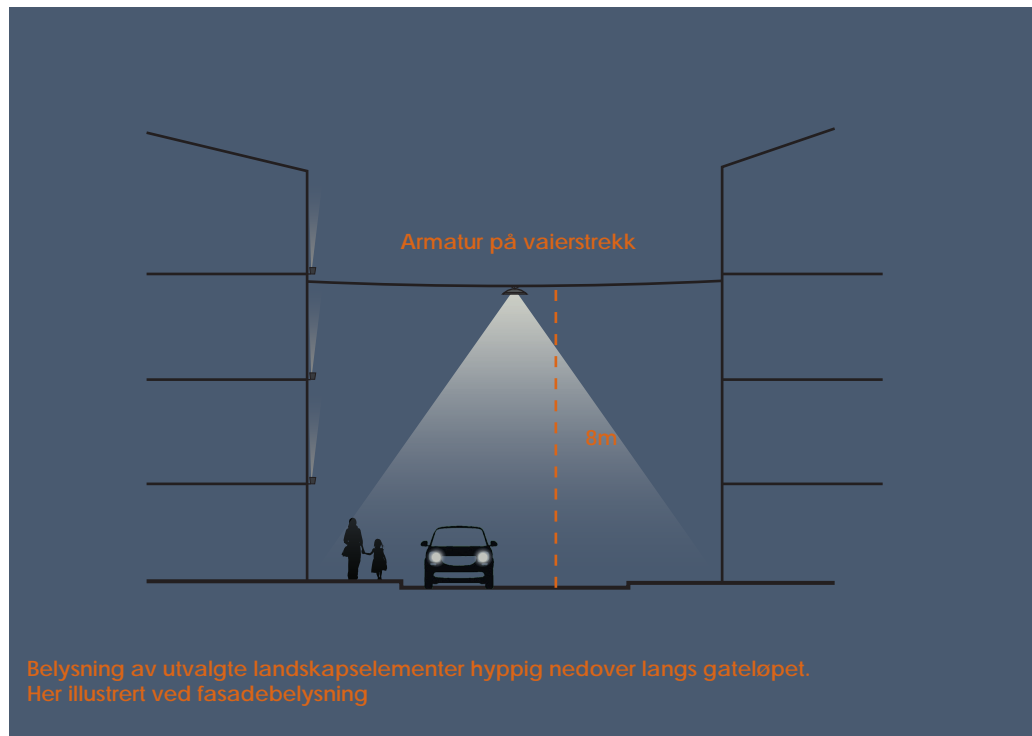 Armatur på vaierstrekk
8m
Belysning av utvalgte landskapselementer hyppig nedover langs gateløpet.
Her illustrert ved fasadebelysning